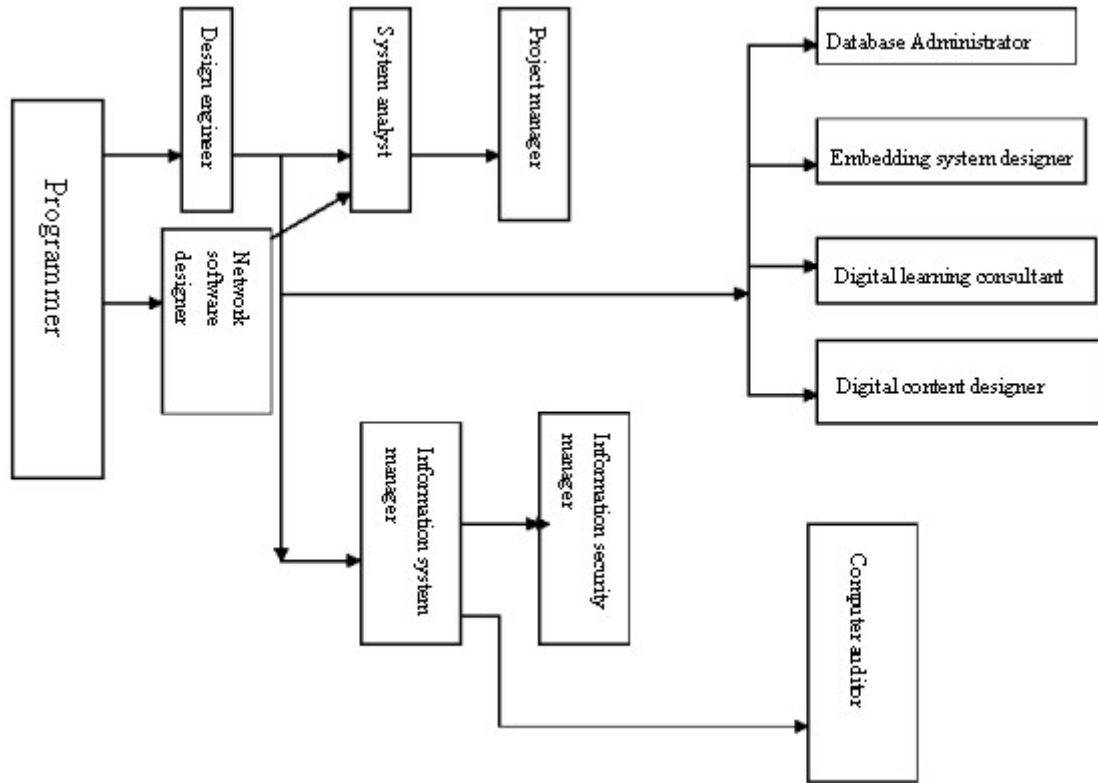 Programmer
Design engineer
Network
software
designer
System analyst
Project manager
Database Administrator
Embedding system designer
Digital learning consultant
Digital content designer
Information system
manager
Information security
manager
Computer auditor